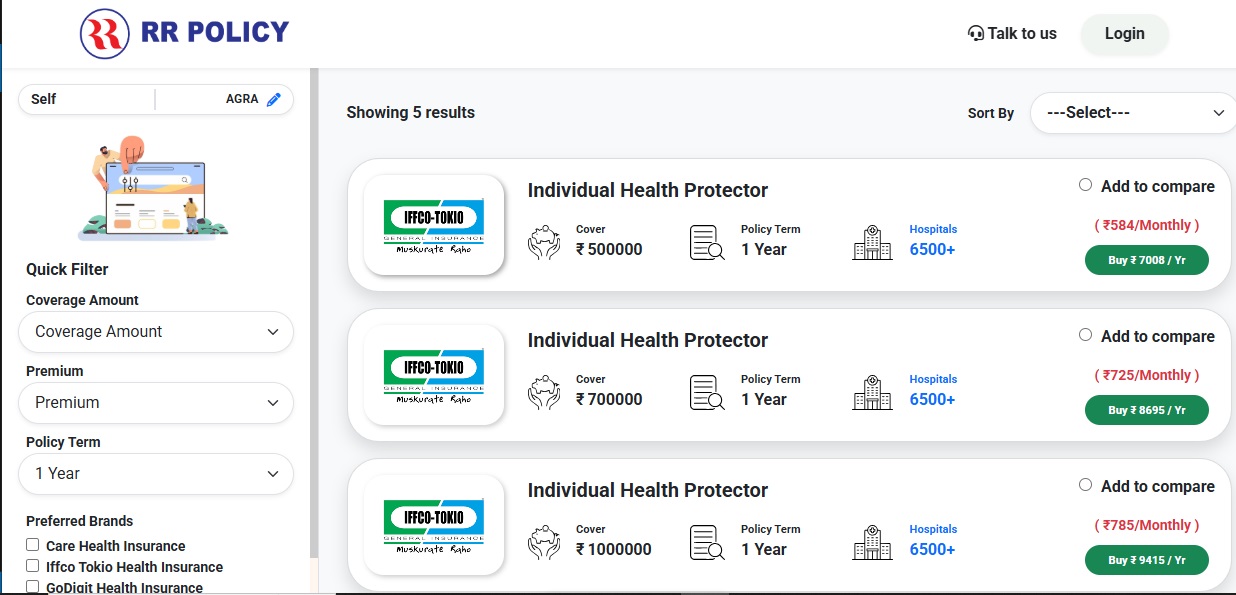 RR POLICY
Talk to us
Login
Self
AGRA
Quick Filter
Coverage Amount
Coverage Amount
Premium
Premium
Policy Term
1 Year
Preferred Brands
Care Health Insurance
Iffco Tokio Health Insurance
GoDigit Health Insurance
Showing 5 results
Sort By
---Select---
IFFCO-TOKIO
GENERAL INSURANCE
Muskurate Raho
Individual Health Protector
Cover
₹ 500000
Policy Term
1 Year
Hospitals
6500+
Add to compare
( ₹584/Monthly )
Buy ₹ 7008 / Yr
IFFCO-TOKIO
GENERAL INSURANCE
Muskurate Raho
Individual Health Protector
Cover
₹ 700000
Policy Term
1 Year
Hospitals
6500+
Add to compare
( ₹725/Monthly )
Buy ₹ 8695 / Yr
IFFCO-TOKIO
GENERAL INSURANCE
Muskurate Raho
Individual Health Protector
Cover
₹ 1000000
Policy Term
1 Year
Hospitals
6500+
Add to compare
( ₹785/Monthly )
Buy ₹ 9415 / Yr